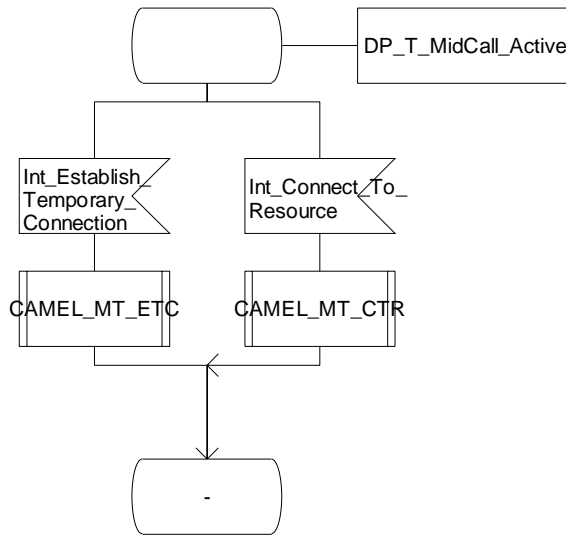 DP_T_MidCall_Active
Int_Establish_
Temporary_
Connection
Int_Connect_To_
Resource
CAMEL_MT_ETC
CAMEL_MT_CTR
-